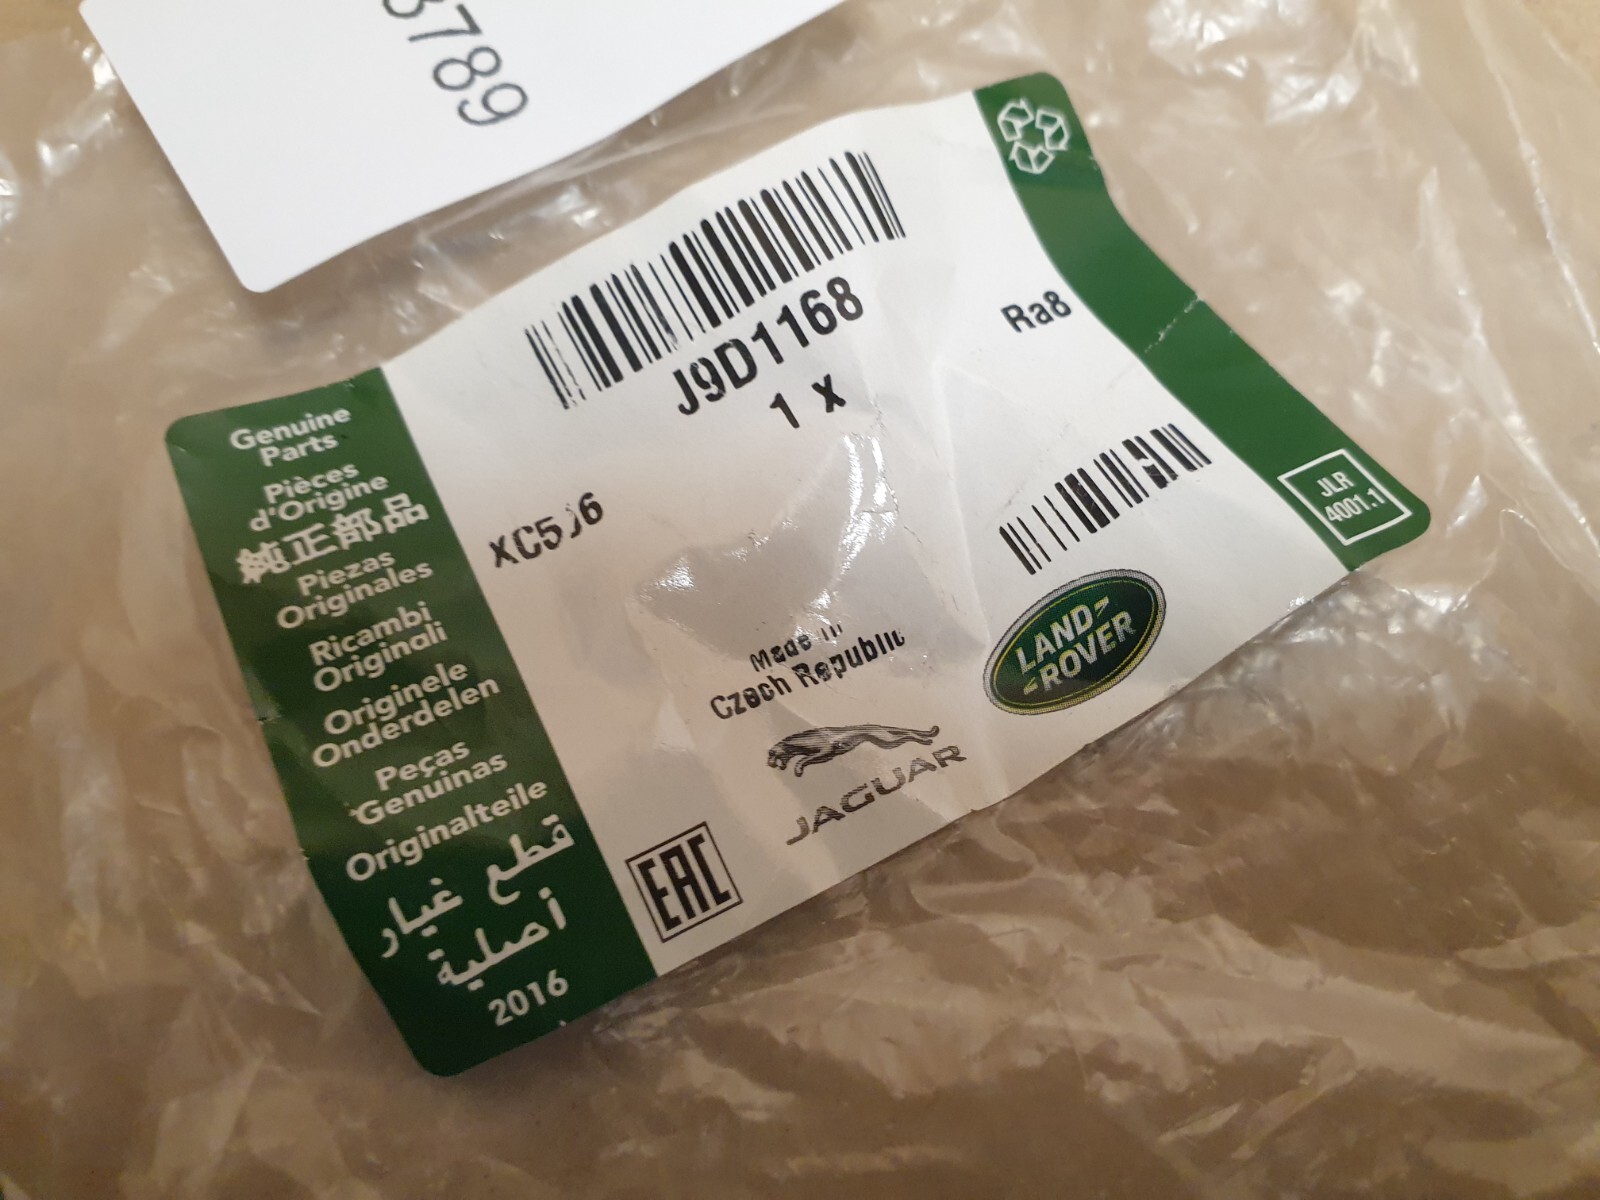 3789
J9D1168
1 x
Ra8
Made in
Czech Republic
JAGUAR
LAND
ROVER
EAC
JLR
4001.1
Genuine
Parts
Pièces
d'Origine
純正部品
Piezas
Originales
Ricambi
Originali
Originele
Onderdelen
Peças
Genuinas
Originalteile
قطع
غيار
أصلية
2016